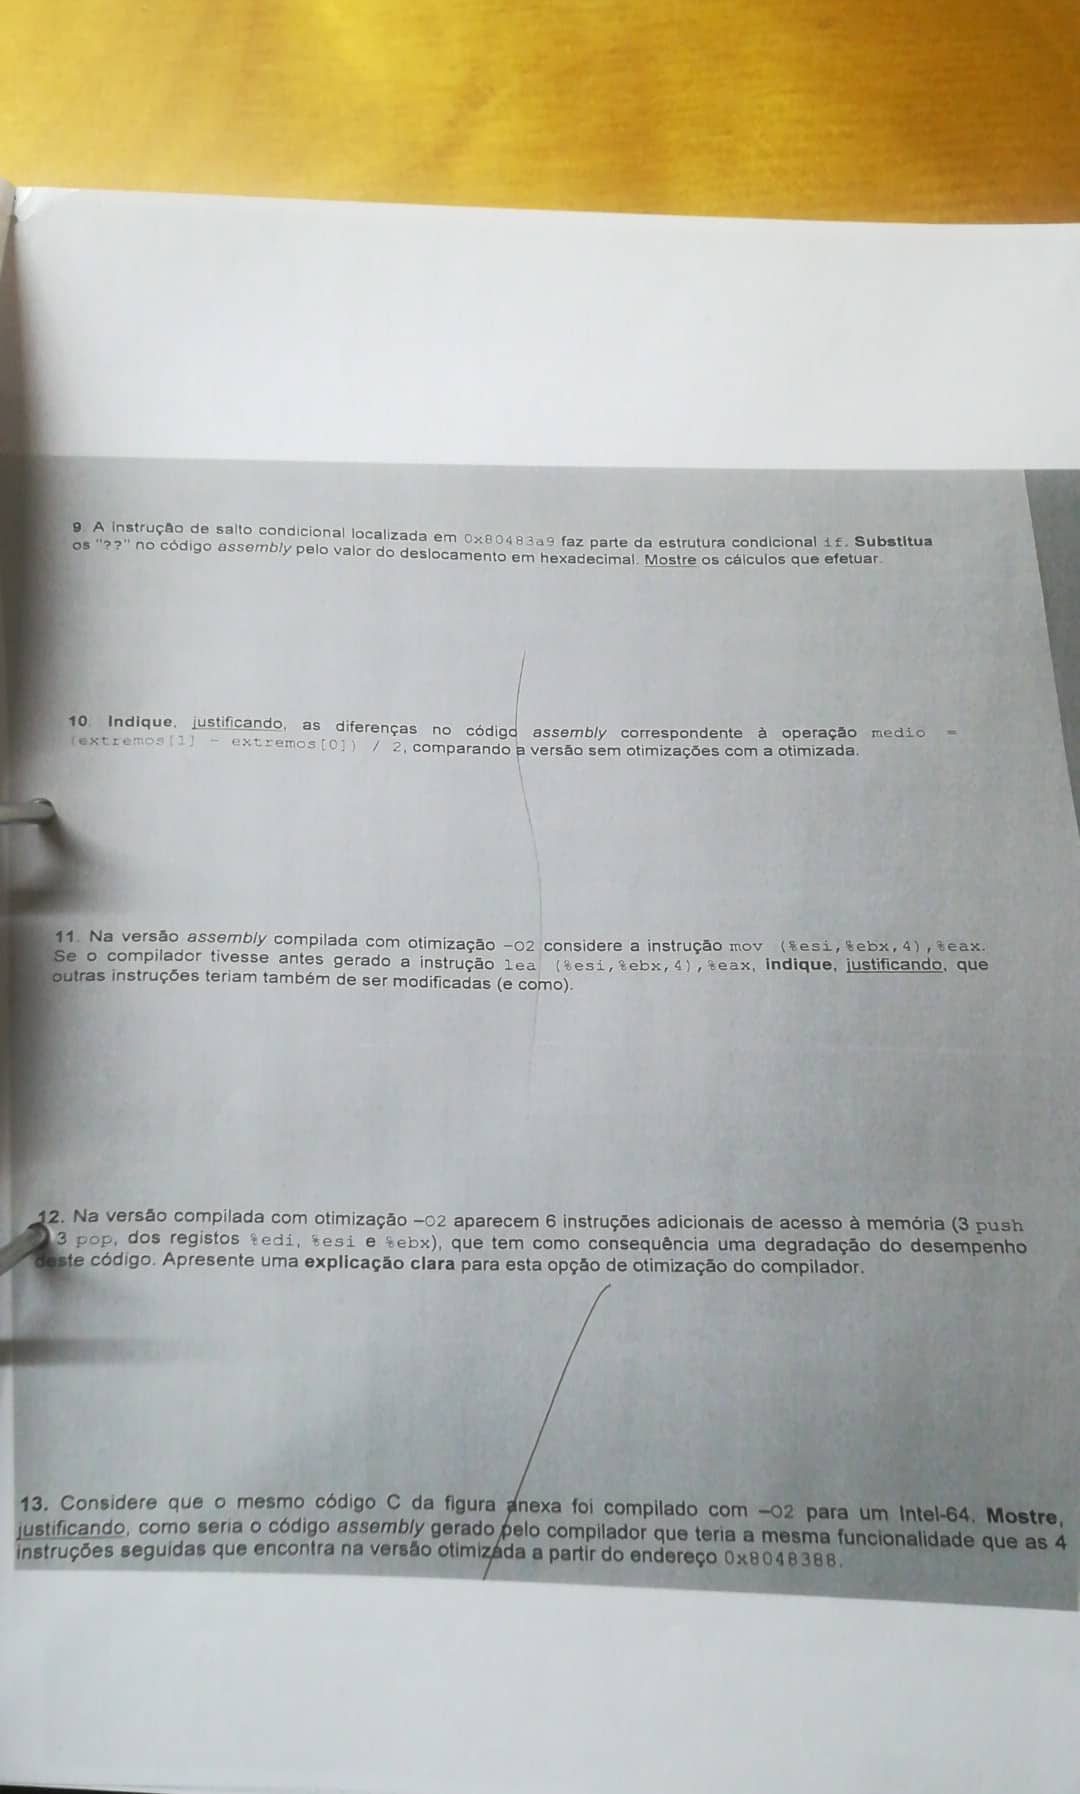 9. A instrução de salto condicional localizada em 0x80483a9 faz parte da estrutura condicional if. Substitua
os "??" no código assembly pelo valor do deslocamento em hexadecimal. Mostre os cálculos que efetuar.
10. Indique, justificando, as diferenças no código assembly correspondente à operação medio =
(extremos[1] - extremos[0]) / 2, comparando a versão sem otimizações com a otimizada.
11. Na versão assembly compilada com otimização -O2 considere a instrução mov (%esi,%ebx,4),%eax.
Se o compilador tivesse antes gerado a instrução lea (%esi,%ebx,4),%eax, indique, justificando, que
outras instruções teriam também de ser modificadas (e como).
12. Na versão compilada com otimização -O2 aparecem 6 instruções adicionais de acesso à memória (3 push
3 pop, dos registos %edi, %esi e %ebx), que tem como consequência uma degradação do desempenho
deste código. Apresente uma explicação clara para esta opção de otimização do compilador.
13. Considere que o mesmo código C da figura anexa foi compilado com -O2 para um Intel-64. Mostre,
justificando, como seria o código assembly gerado pelo compilador que teria a mesma funcionalidade que as 4
instruções seguidas que encontra na versão otimizada a partir do endereço 0x8048388.